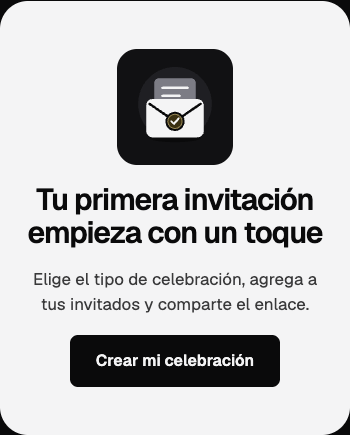 Tu primera invitación
empieza con un toque
Elige el tipo de celebración, agrega a
tus invitados y comparte el enlace.
Crear mi celebración